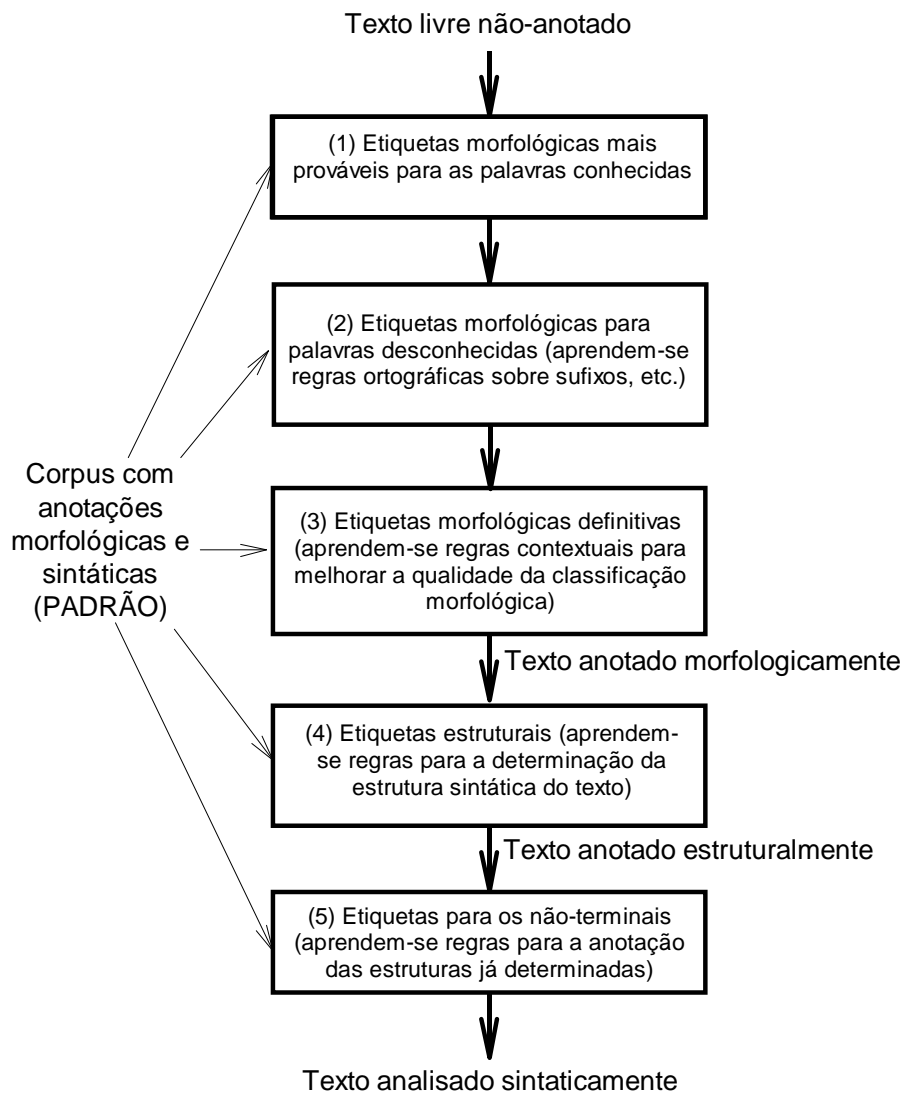 Texto livre não-anotado
(1) Etiquetas morfológicas mais
prováveis para as palavras conhecidas
(2) Etiquetas morfológicas para
palavras desconhecidas (aprendem-se
regras ortográficas sobre sufixos, etc.)
Corpus com
anotações
morfológicas e
sintáticas
(PADRÃO)
(3) Etiquetas morfológicas definitivas
(aprendem-se regras contextuais para
melhorar a qualidade da classificação
morfológica)
Texto anotado morfologicamente
(4) Etiquetas estruturais (aprendem-
se regras para a determinação da
estrutura sintática do texto)
Texto anotado estruturalmente
(5) Etiquetas para os não-terminais
(aprendem-se regras para a anotação
das estruturas já determinadas)
Texto analisado sintaticamente